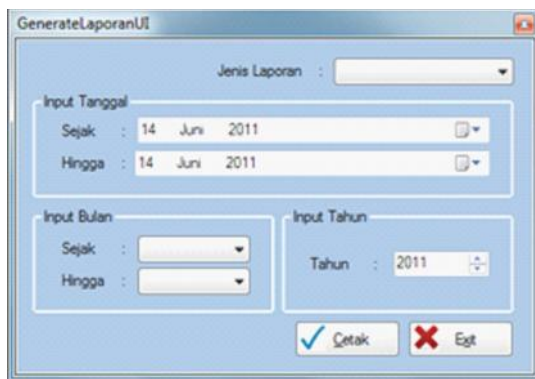 GenerateLaporanUI
Jenis Laporan :
Input Tanggal
Sejak : 14 Juni 2011
Hingga : 14 Juni 2011
Input Bulan
Sejak :
Hingga :
Input Tahun
Tahun : 2011
Cetak
Exit